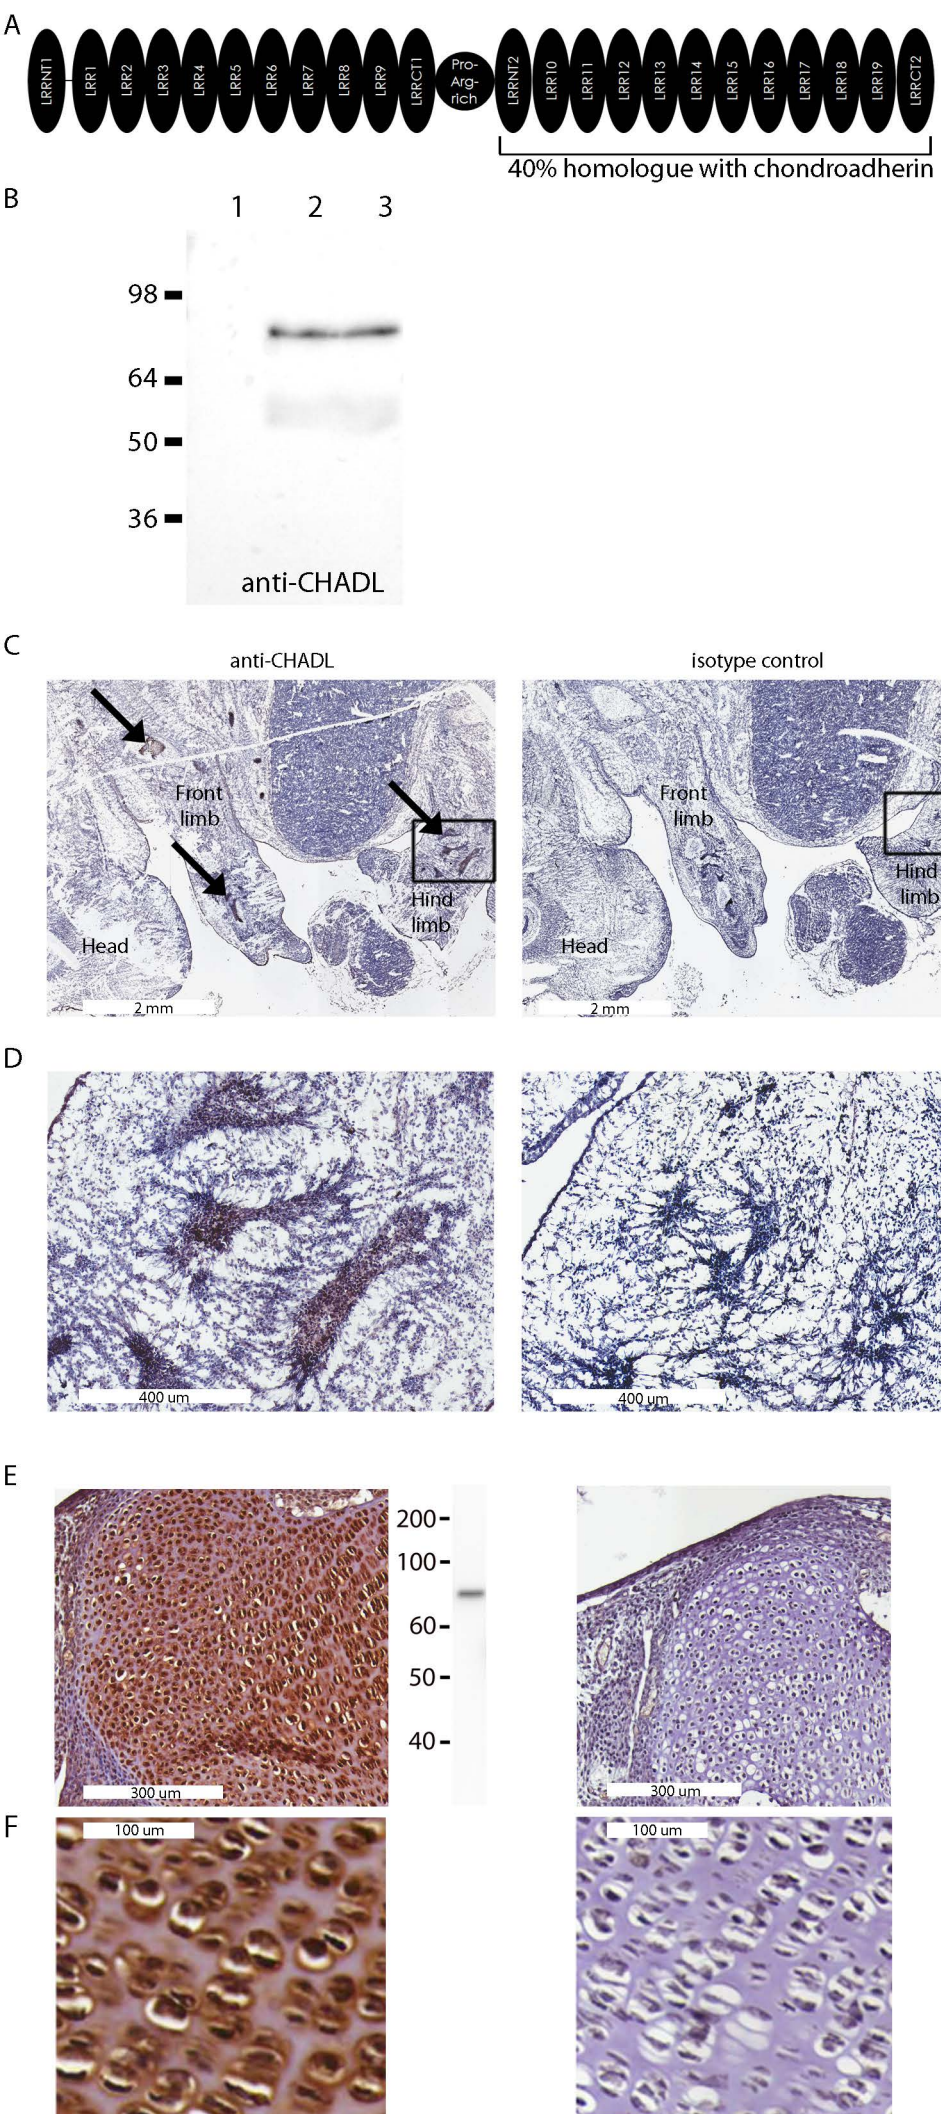 A
LRRNT1 LRR1 LRR2 LRR3 LRR4 LRR5 LRR6 LRR7 LRR8 LRR9 LRRCT1 Pro-Arg-rich LRRNT2 LRR10 LRR11 LRR12 LRR13 LRR14 LRR15 LRR16 LRR17 LRR18 LRR19 LRRCT2
40% homologue with chondroadherin
B
1 2 3
98
64
50
36
anti-CHADL
C
anti-CHADL isotype control
Front limb
Hind limb
Head
2 mm
Front limb
Hind limb
Head
2 mm
D
400 um 400 um
E
200
100
60
50
40
300 um 300 um
F
100 um 100 um